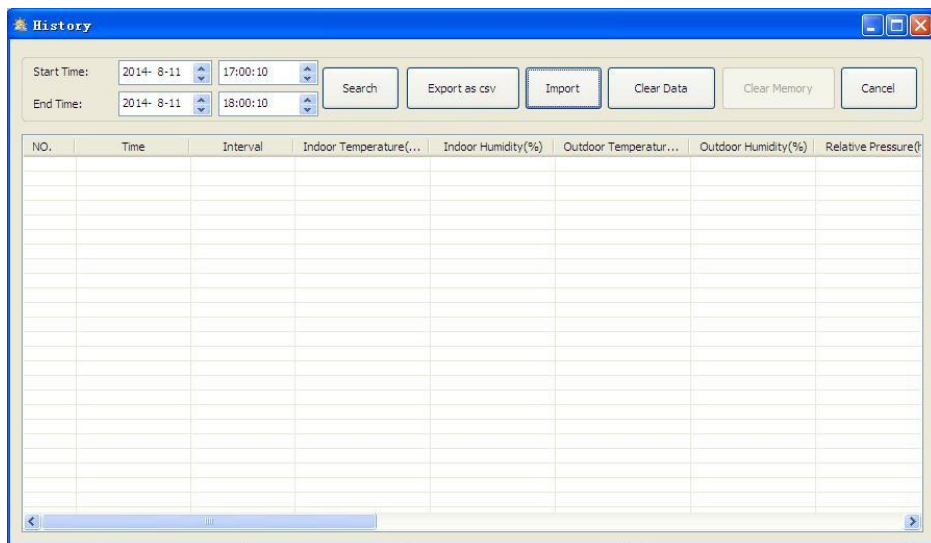 History
Start Time: 2014- 8-11 17:00:10
End Time: 2014- 8-11 18:00:10
Search Export as csv Import Clear Data Clear Memory Cancel
NO. Time Interval Indoor Temperature(... Indoor Humidity(%) Outdoor Temperatur... Outdoor Humidity(%) Relative Pressure(h